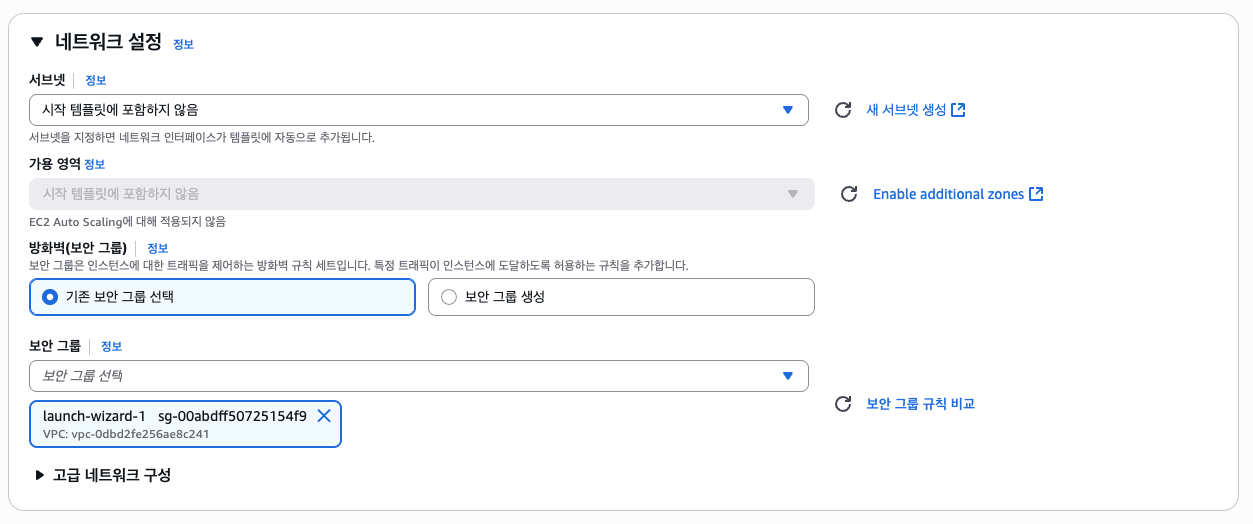 네트워크 설정 정보
서브넷 정보
시작 템플릿에 포함하지 않음
새 서브넷 생성
서브넷을 지정하면 네트워크 인터페이스가 템플릿에 자동으로 추가됩니다.
가용 영역 정보
시작 템플릿에 포함하지 않음
Enable additional zones
EC2 Auto Scaling에 대해 적용되지 않음
방화벽(보안 그룹) 정보
보안 그룹은 인스턴스에 대한 트래픽을 제어하는 방화벽 규칙 세트입니다. 특정 트래픽이 인스턴스에 도달하도록 허용하는 규칙을 추가합니다.
기존 보안 그룹 선택
보안 그룹 생성
보안 그룹 정보
보안 그룹 선택
launch-wizard-1 sg-00abdff50725154f9
VPC: vpc-0dbd2fe256ae8c241
보안 그룹 규칙 비교
고급 네트워크 구성